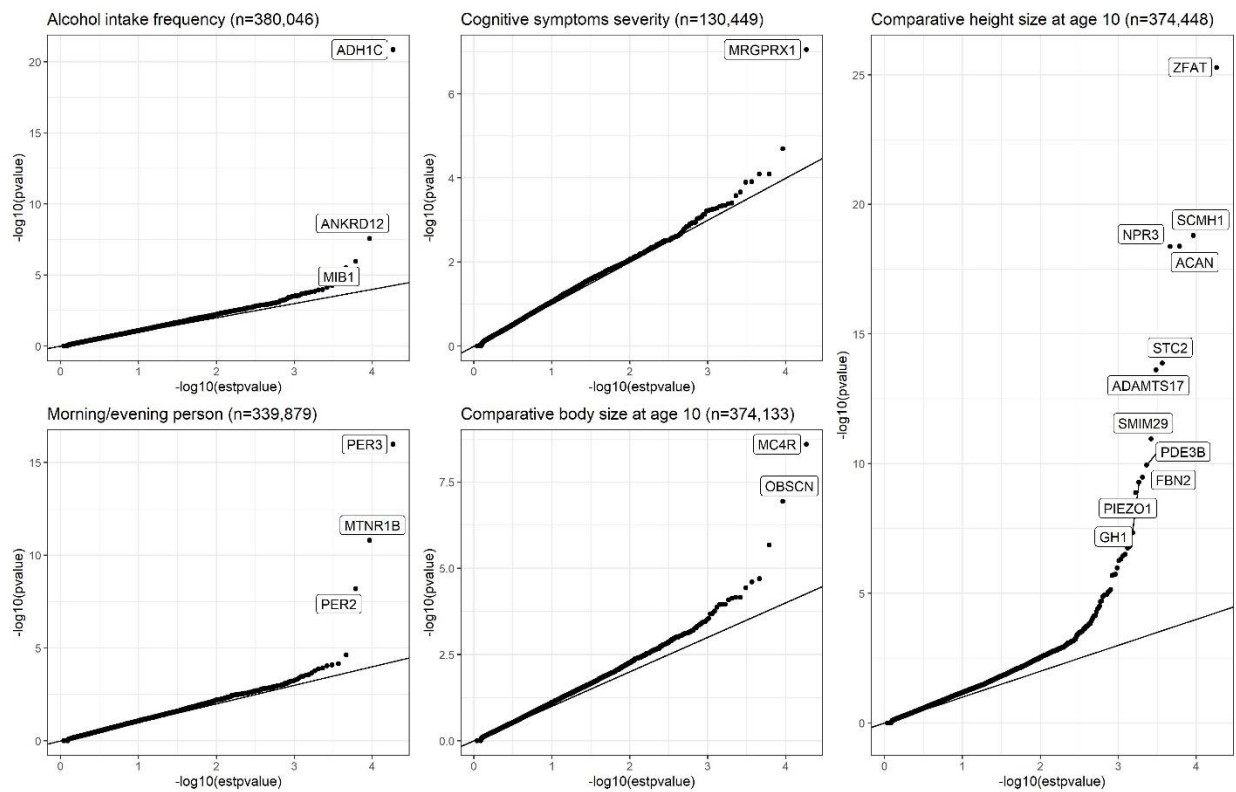 Alcohol intake frequency (n=380,046)
ADH1C
ANKRD12
MIB1
20
15
10
5
0
-log10(pvalue)
0 1 2 3 4
-log10(estpvalue)
Cognitive symptoms severity (n=130,449)
MRGPRX1
6
4
2
0
-log10(pvalue)
0 1 2 3 4
-log10(estpvalue)
Comparative height size at age 10 (n=374,448)
ZFAT
SCMH1
NPR3
ACAN
STC2
ADAMTS17
SMIM29
PDE3B
FBN2
PIEZO1
GH1
25
20
15
10
5
0
-log10(pvalue)
0 1 2 3 4
-log10(estpvalue)
Morning/evening person (n=339,879)
PER3
MTNR1B
PER2
15
10
5
0
-log10(pvalue)
0 1 2 3 4
-log10(estpvalue)
Comparative body size at age 10 (n=374,133)
MC4R
OBSCN
7.5
5.0
2.5
0.0
-log10(pvalue)
0 1 2 3 4
-log10(estpvalue)